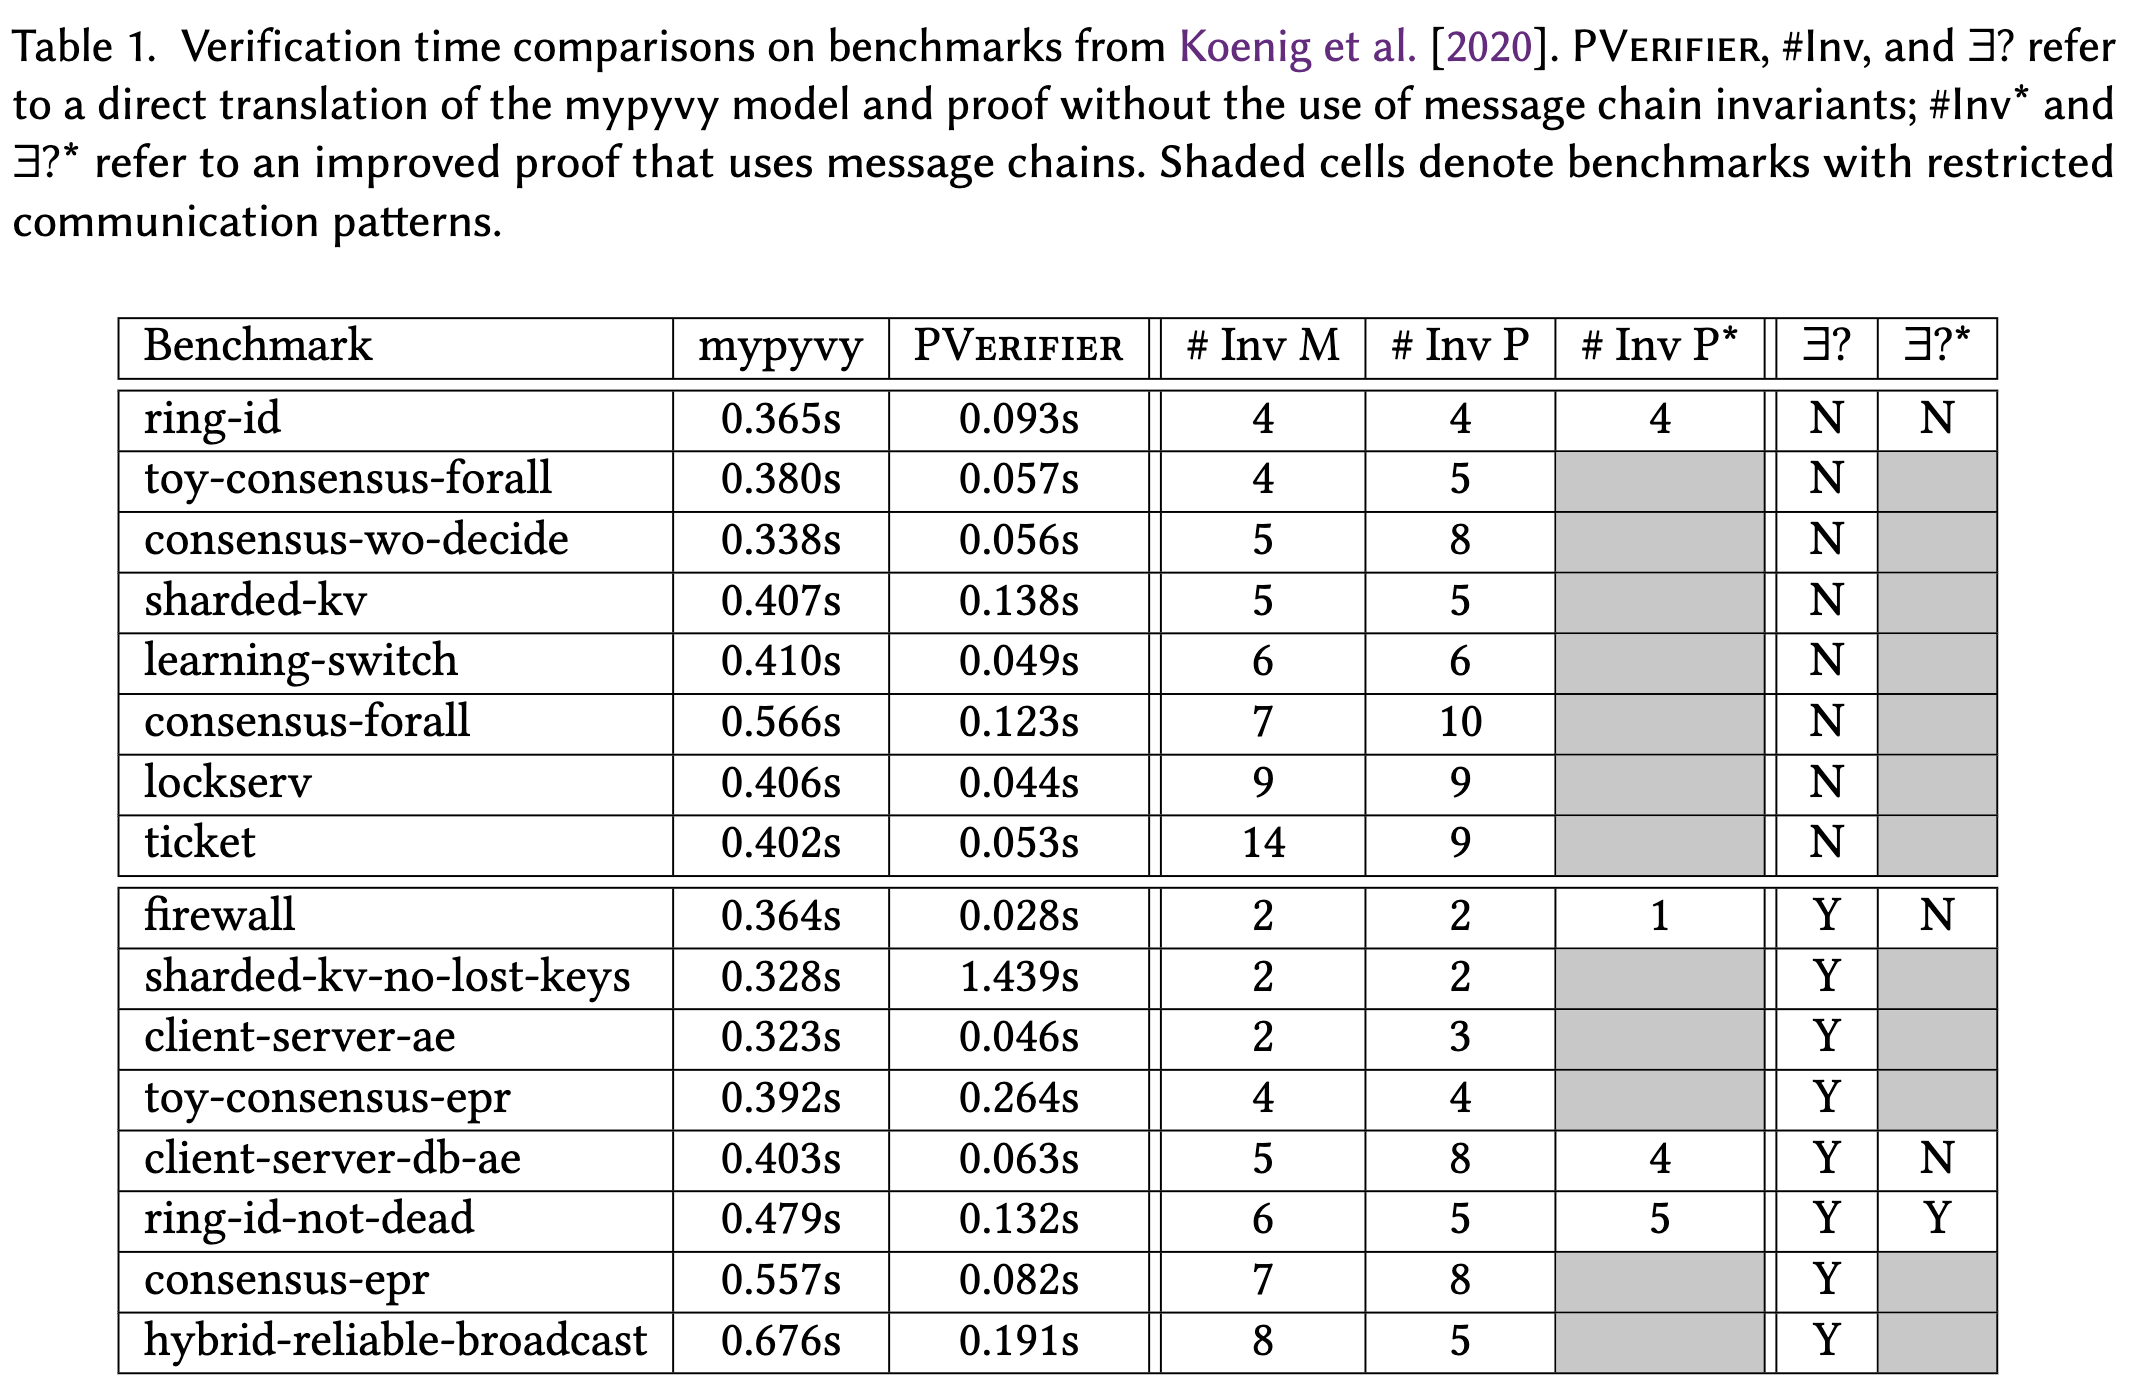 Table 1. Verification time comparisons on benchmarks from Koenig et al. [2020]. PVERIFIER, #Inv, and ∃? refer
to a direct translation of the mypyvy model and proof without the use of message chain invariants; #Inv* and
∃?* refer to an improved proof that uses message chains. Shaded cells denote benchmarks with restricted
communication patterns.
Benchmark mypyvy PVERIFIER # Inv M # Inv P # Inv P* ∃? ∃?*
ring-id 0.365s 0.093s 4 4 4 N N
toy-consensus-forall 0.380s 0.057s 4 5 N
consensus-wo-decide 0.338s 0.056s 5 8 N
sharded-kv 0.407s 0.138s 5 5 N
learning-switch 0.410s 0.049s 6 6 N
consensus-forall 0.566s 0.123s 7 10 N
lockserv 0.406s 0.044s 9 9 N
ticket 0.402s 0.053s 14 9 N
firewall 0.364s 0.028s 2 2 1 Y N
sharded-kv-no-lost-keys 0.328s 1.439s 2 2 Y
client-server-ae 0.323s 0.046s 2 3 Y
toy-consensus-epr 0.392s 0.264s 4 4 Y
client-server-db-ae 0.403s 0.063s 5 8 4 Y N
ring-id-not-dead 0.479s 0.132s 6 5 5 Y Y
consensus-epr 0.557s 0.082s 7 8 Y
hybrid-reliable-broadcast 0.676s 0.191s 8 5 Y